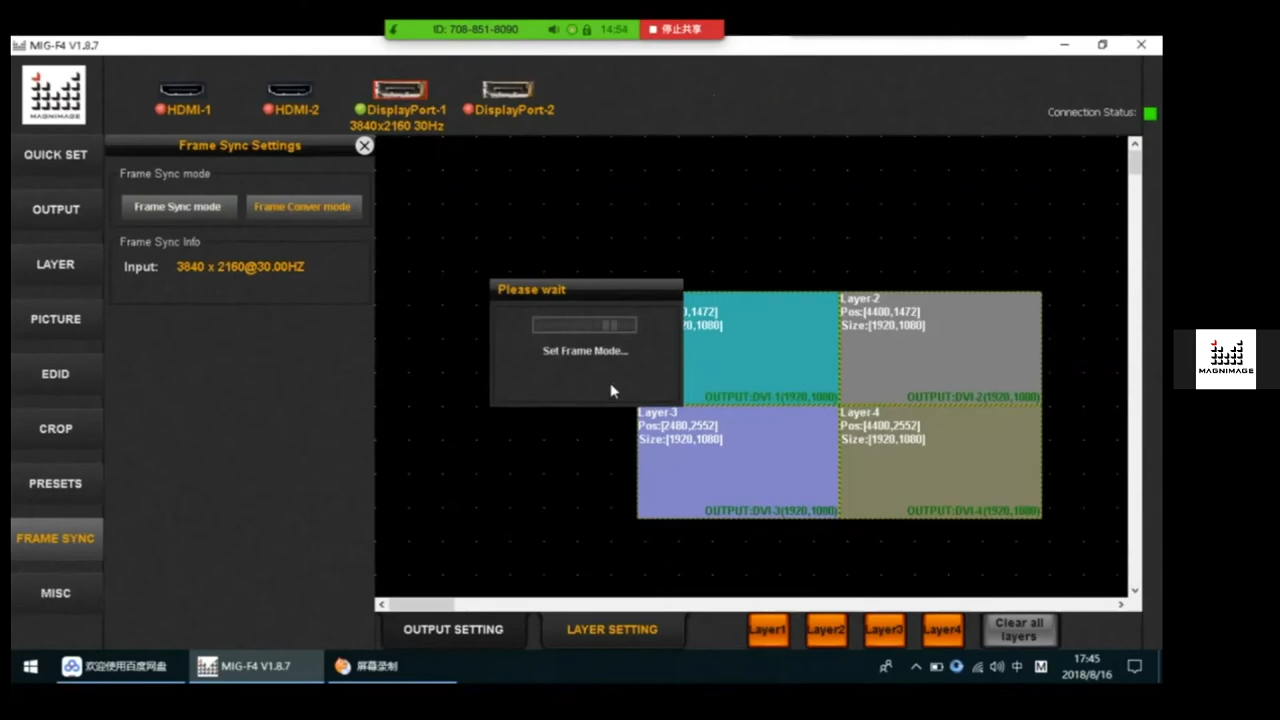 ID: 708-851-8090
14:54
停止共享
MIG-F4 V1.8.7
MAGNIMAGE
HDMI-1
HDMI-2
DisplayPort-1
3840x2160 30Hz
DisplayPort-2
Connection Status:
QUICK SET
OUTPUT
LAYER
PICTURE
EDID
CROP
PRESETS
FRAME SYNC
MISC
Frame Sync Settings
Frame Sync mode
Frame Sync mode
Frame Conver mode
Frame Sync Info
Input: 3840 x 2160@30.00HZ
Please wait
Set Frame Mode...
,1472]
0,1080]
OUTPUT:DVI-1(1920,1080)
Layer-2
Pos:[4400,1472]
Size:[1920,1080]
OUTPUT:DVI-2(1920,1080)
Layer-3
Pos:[2480,2552]
Size:[1920,1080]
OUTPUT:DVI-3(1920,1080)
Layer-4
Pos:[4400,2552]
Size:[1920,1080]
OUTPUT:DVI-4(1920,1080)
MAGNIMAGE
OUTPUT SETTING
LAYER SETTING
Layer1
Layer2
Layer3
Layer4
Clear all
layers
欢迎使用百度网盘
MIG-F4 V1.8.7
屏幕录制
中
M
17:45
2018/8/16